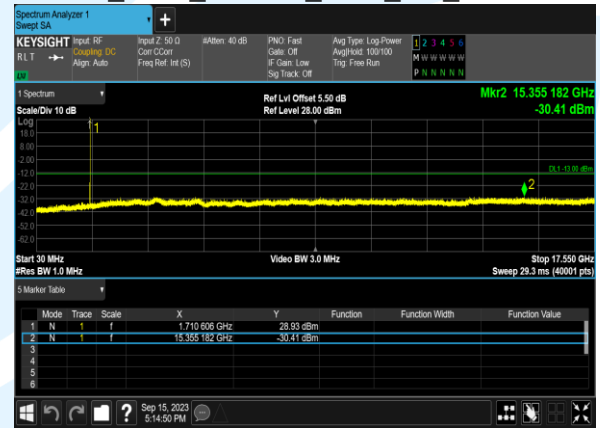 Spectrum Analyzer 1
Swept SA
+
KEYSIGHT Input: RF Input Z: 50 Ω #Atten: 40 dB PNO: Fast Avg Type: Log-Power 1 2 3 4 5 6
RLT Coupling: DC Corr CCorr Gate: Off Avg|Hold: 100/100 M W W W W W
Align: Auto Freq Ref: Int (S) IF Gain: Low Trig: Free Run P N N N N N
LV Sig Track: Off
1 Spectrum Ref Lvl Offset 5.50 dB Mkr2 15.355 182 GHz
Scale/Div 10 dB Ref Level 28.00 dBm -30.41 dBm
Log
18.0 1
8.00
-2.00
-12.0 DL1 -13.00 dBm
-22.0 2
-32.0
-42.0
-52.0
-62.0
Start 30 MHz Video BW 3.0 MHz Stop 17.550 GHz
#Res BW 1.0 MHz Sweep 29.3 ms (40001 pts)
5 Marker Table
Mode Trace Scale X Y Function Function Width Function Value
1 N 1 f 1.710 606 GHz 28.93 dBm
2 N 1 f 15.355 182 GHz -30.41 dBm
3
4
5
6
? Sep 15, 2023
5:14:50 PM